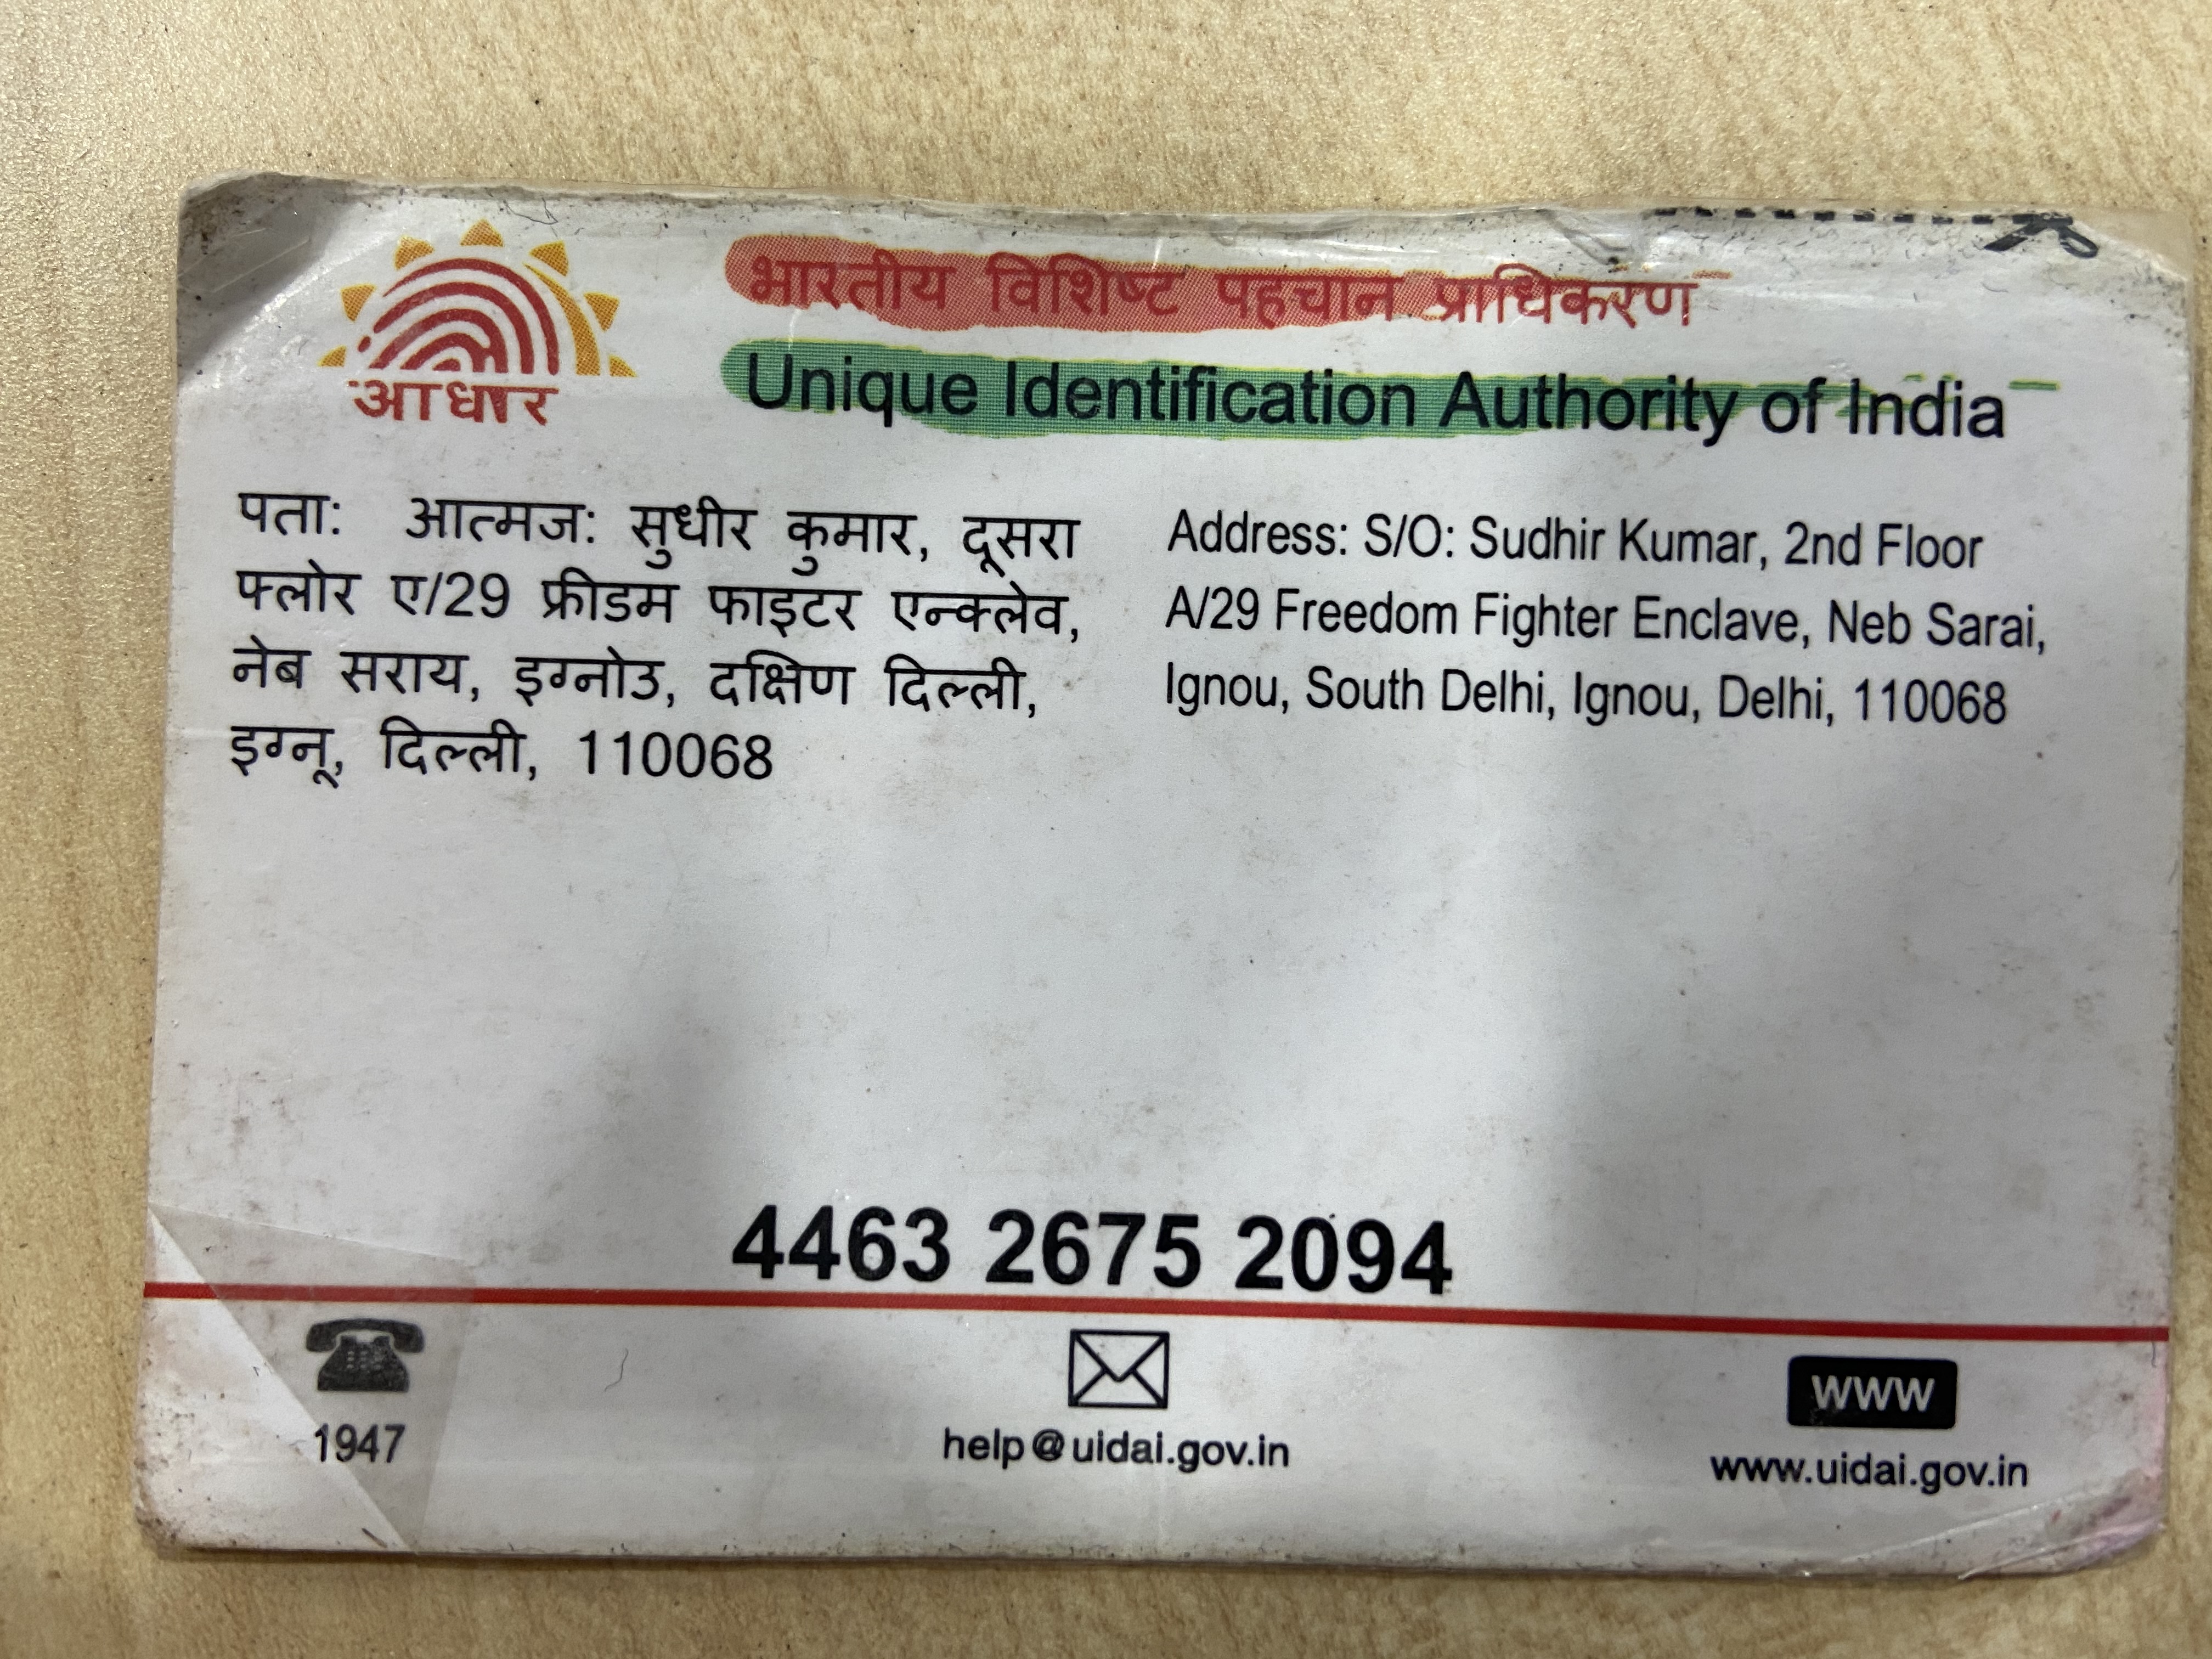 भारतीय विशिष्ट पहचान प्राधिकरण
Unique Identification Authority of India
आधार
पता: आत्मज: सुधीर कुमार, दूसरा
फ्लोर ए/29 फ्रीडम फाइटर एन्क्लेव,
नेब सराय, इग्नोउ, दक्षिण दिल्ली,
इग्नू, दिल्ली, 110068
Address: S/O: Sudhir Kumar, 2nd Floor
A/29 Freedom Fighter Enclave, Neb Sarai,
Ignou, South Delhi, Ignou, Delhi, 110068
4463 2675 2094
1947
help@uidai.gov.in
WWW
www.uidai.gov.in